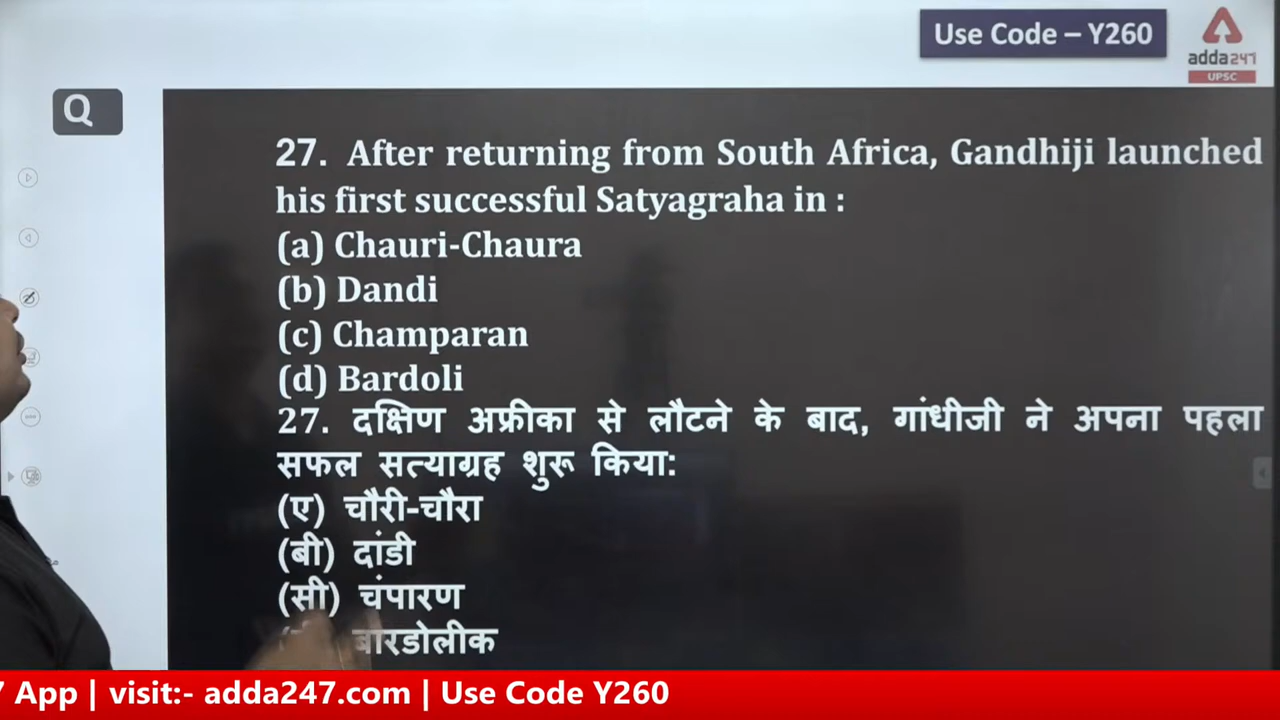 Use Code – Y260
adda247
UPSC
Q
27. After returning from South Africa, Gandhiji launched
his first successful Satyagraha in :
(a) Chauri-Chaura
(b) Dandi
(c) Champaran
(d) Bardoli
27. दक्षिण अफ्रीका से लौटने के बाद, गांधीजी ने अपना पहला
सफल सत्याग्रह शुरू किया:
(ए) चौरी-चौरा
(बी) दांडी
(सी) चंपारण
बारडोलीक
7 App | visit:- adda247.com | Use Code Y260